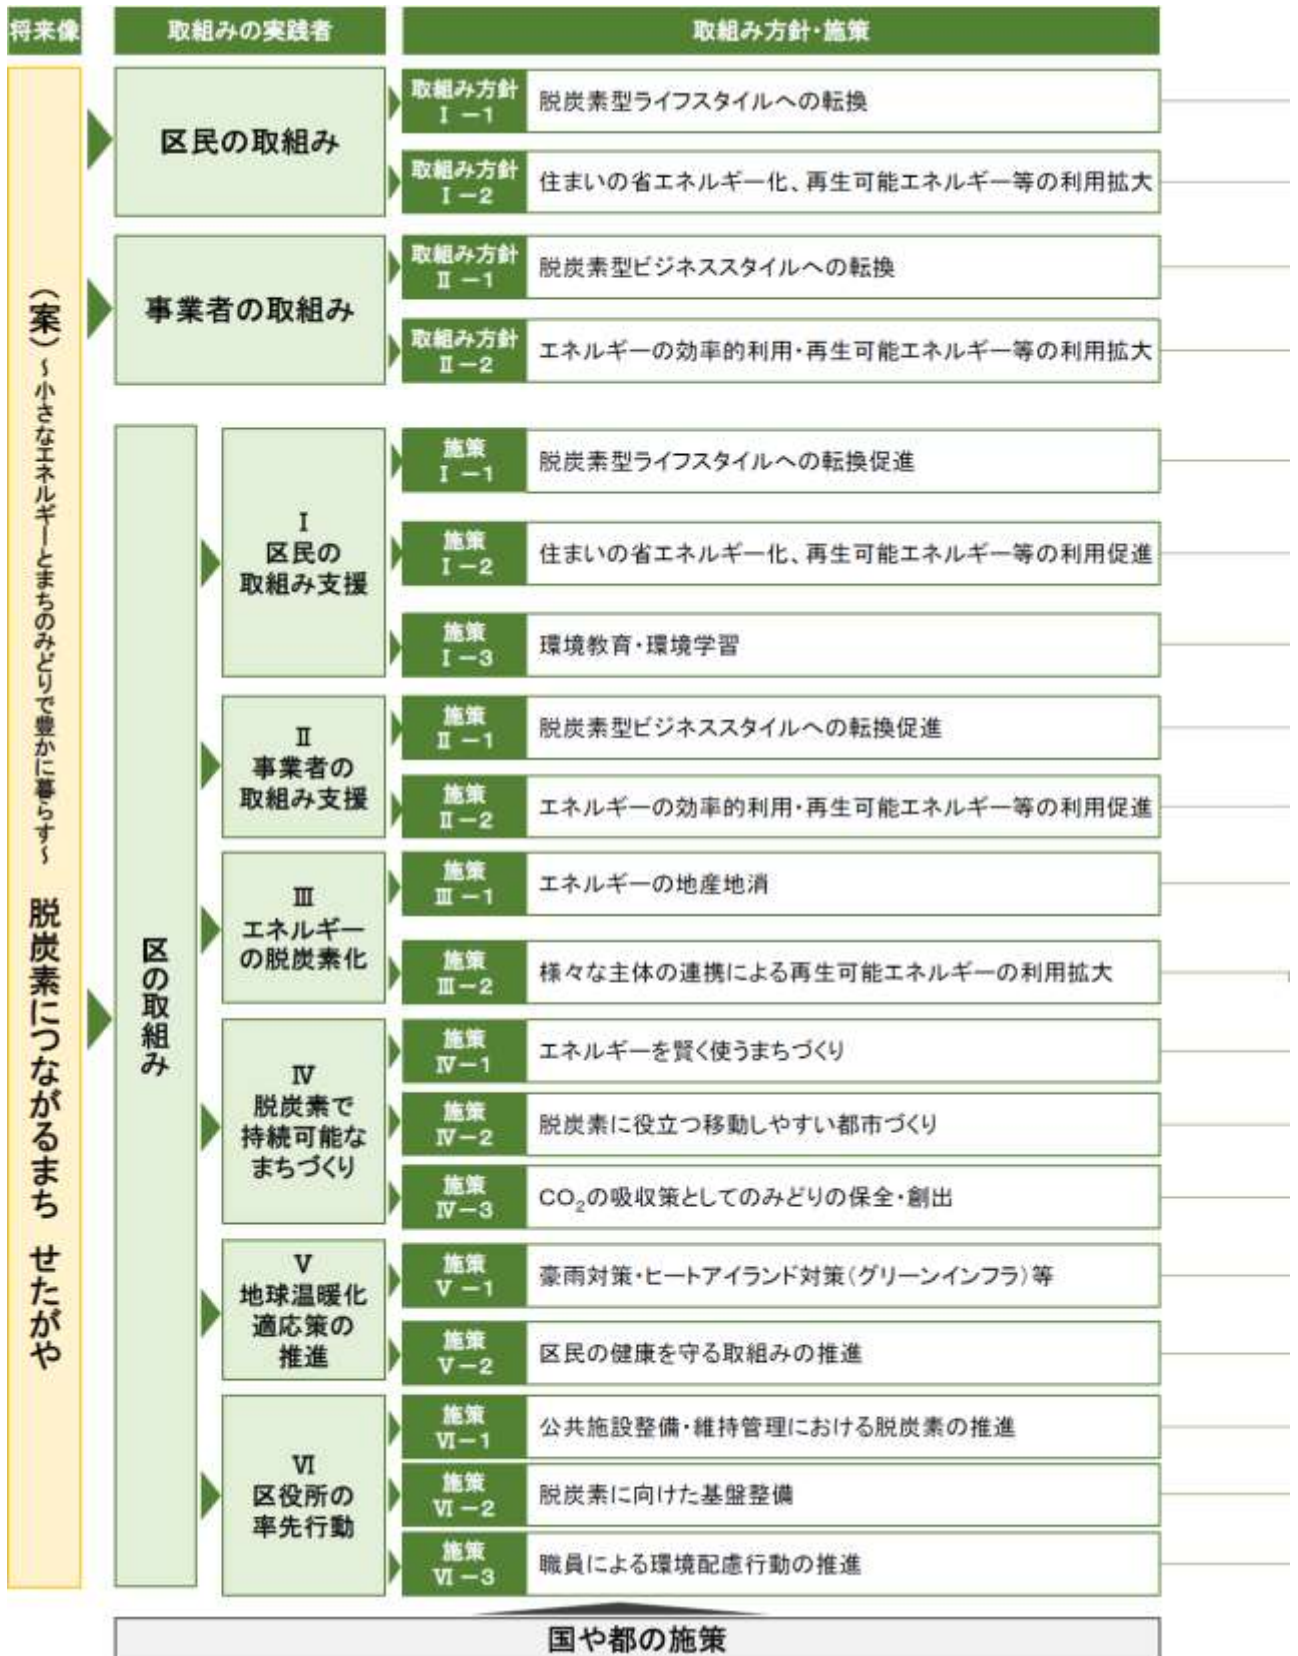 将来像
取組みの実践者
取組み方針・施策
(案)~小さなエネルギーとまちのみどりで豊かに暮らす~ 脱炭素につながるまち せたがや
区民の取組み
取組み方針
Ⅰ-1
脱炭素型ライフスタイルへの転換
取組み方針
Ⅰ-2
住まいの省エネルギー化、再生可能エネルギー等の利用拡大
事業者の取組み
取組み方針
Ⅱ-1
脱炭素型ビジネススタイルへの転換
取組み方針
Ⅱ-2
エネルギーの効率的利用・再生可能エネルギー等の利用拡大
区の取組み
Ⅰ
区民の
取組み支援
施策
Ⅰ-1
脱炭素型ライフスタイルへの転換促進
施策
Ⅰ-2
住まいの省エネルギー化、再生可能エネルギー等の利用促進
施策
Ⅰ-3
環境教育・環境学習
Ⅱ
事業者の
取組み支援
施策
Ⅱ-1
脱炭素型ビジネススタイルへの転換促進
施策
Ⅱ-2
エネルギーの効率的利用・再生可能エネルギー等の利用促進
Ⅲ
エネルギー
の脱炭素化
施策
Ⅲ-1
エネルギーの地産地消
施策
Ⅲ-2
様々な主体の連携による再生可能エネルギーの利用拡大
Ⅳ
脱炭素で
持続可能な
まちづくり
施策
Ⅳ-1
エネルギーを賢く使うまちづくり
施策
Ⅳ-2
脱炭素に役立つ移動しやすい都市づくり
施策
Ⅳ-3
CO₂の吸収策としてのみどりの保全・創出
Ⅴ
地球温暖化
適応策の
推進
施策
Ⅴ-1
豪雨対策・ヒートアイランド対策(グリーンインフラ)等
施策
Ⅴ-2
区民の健康を守る取組みの推進
Ⅵ
区役所の
率先行動
施策
Ⅵ-1
公共施設整備・維持管理における脱炭素の推進
施策
Ⅵ-2
脱炭素に向けた基盤整備
施策
Ⅵ-3
職員による環境配慮行動の推進
国や都の施策